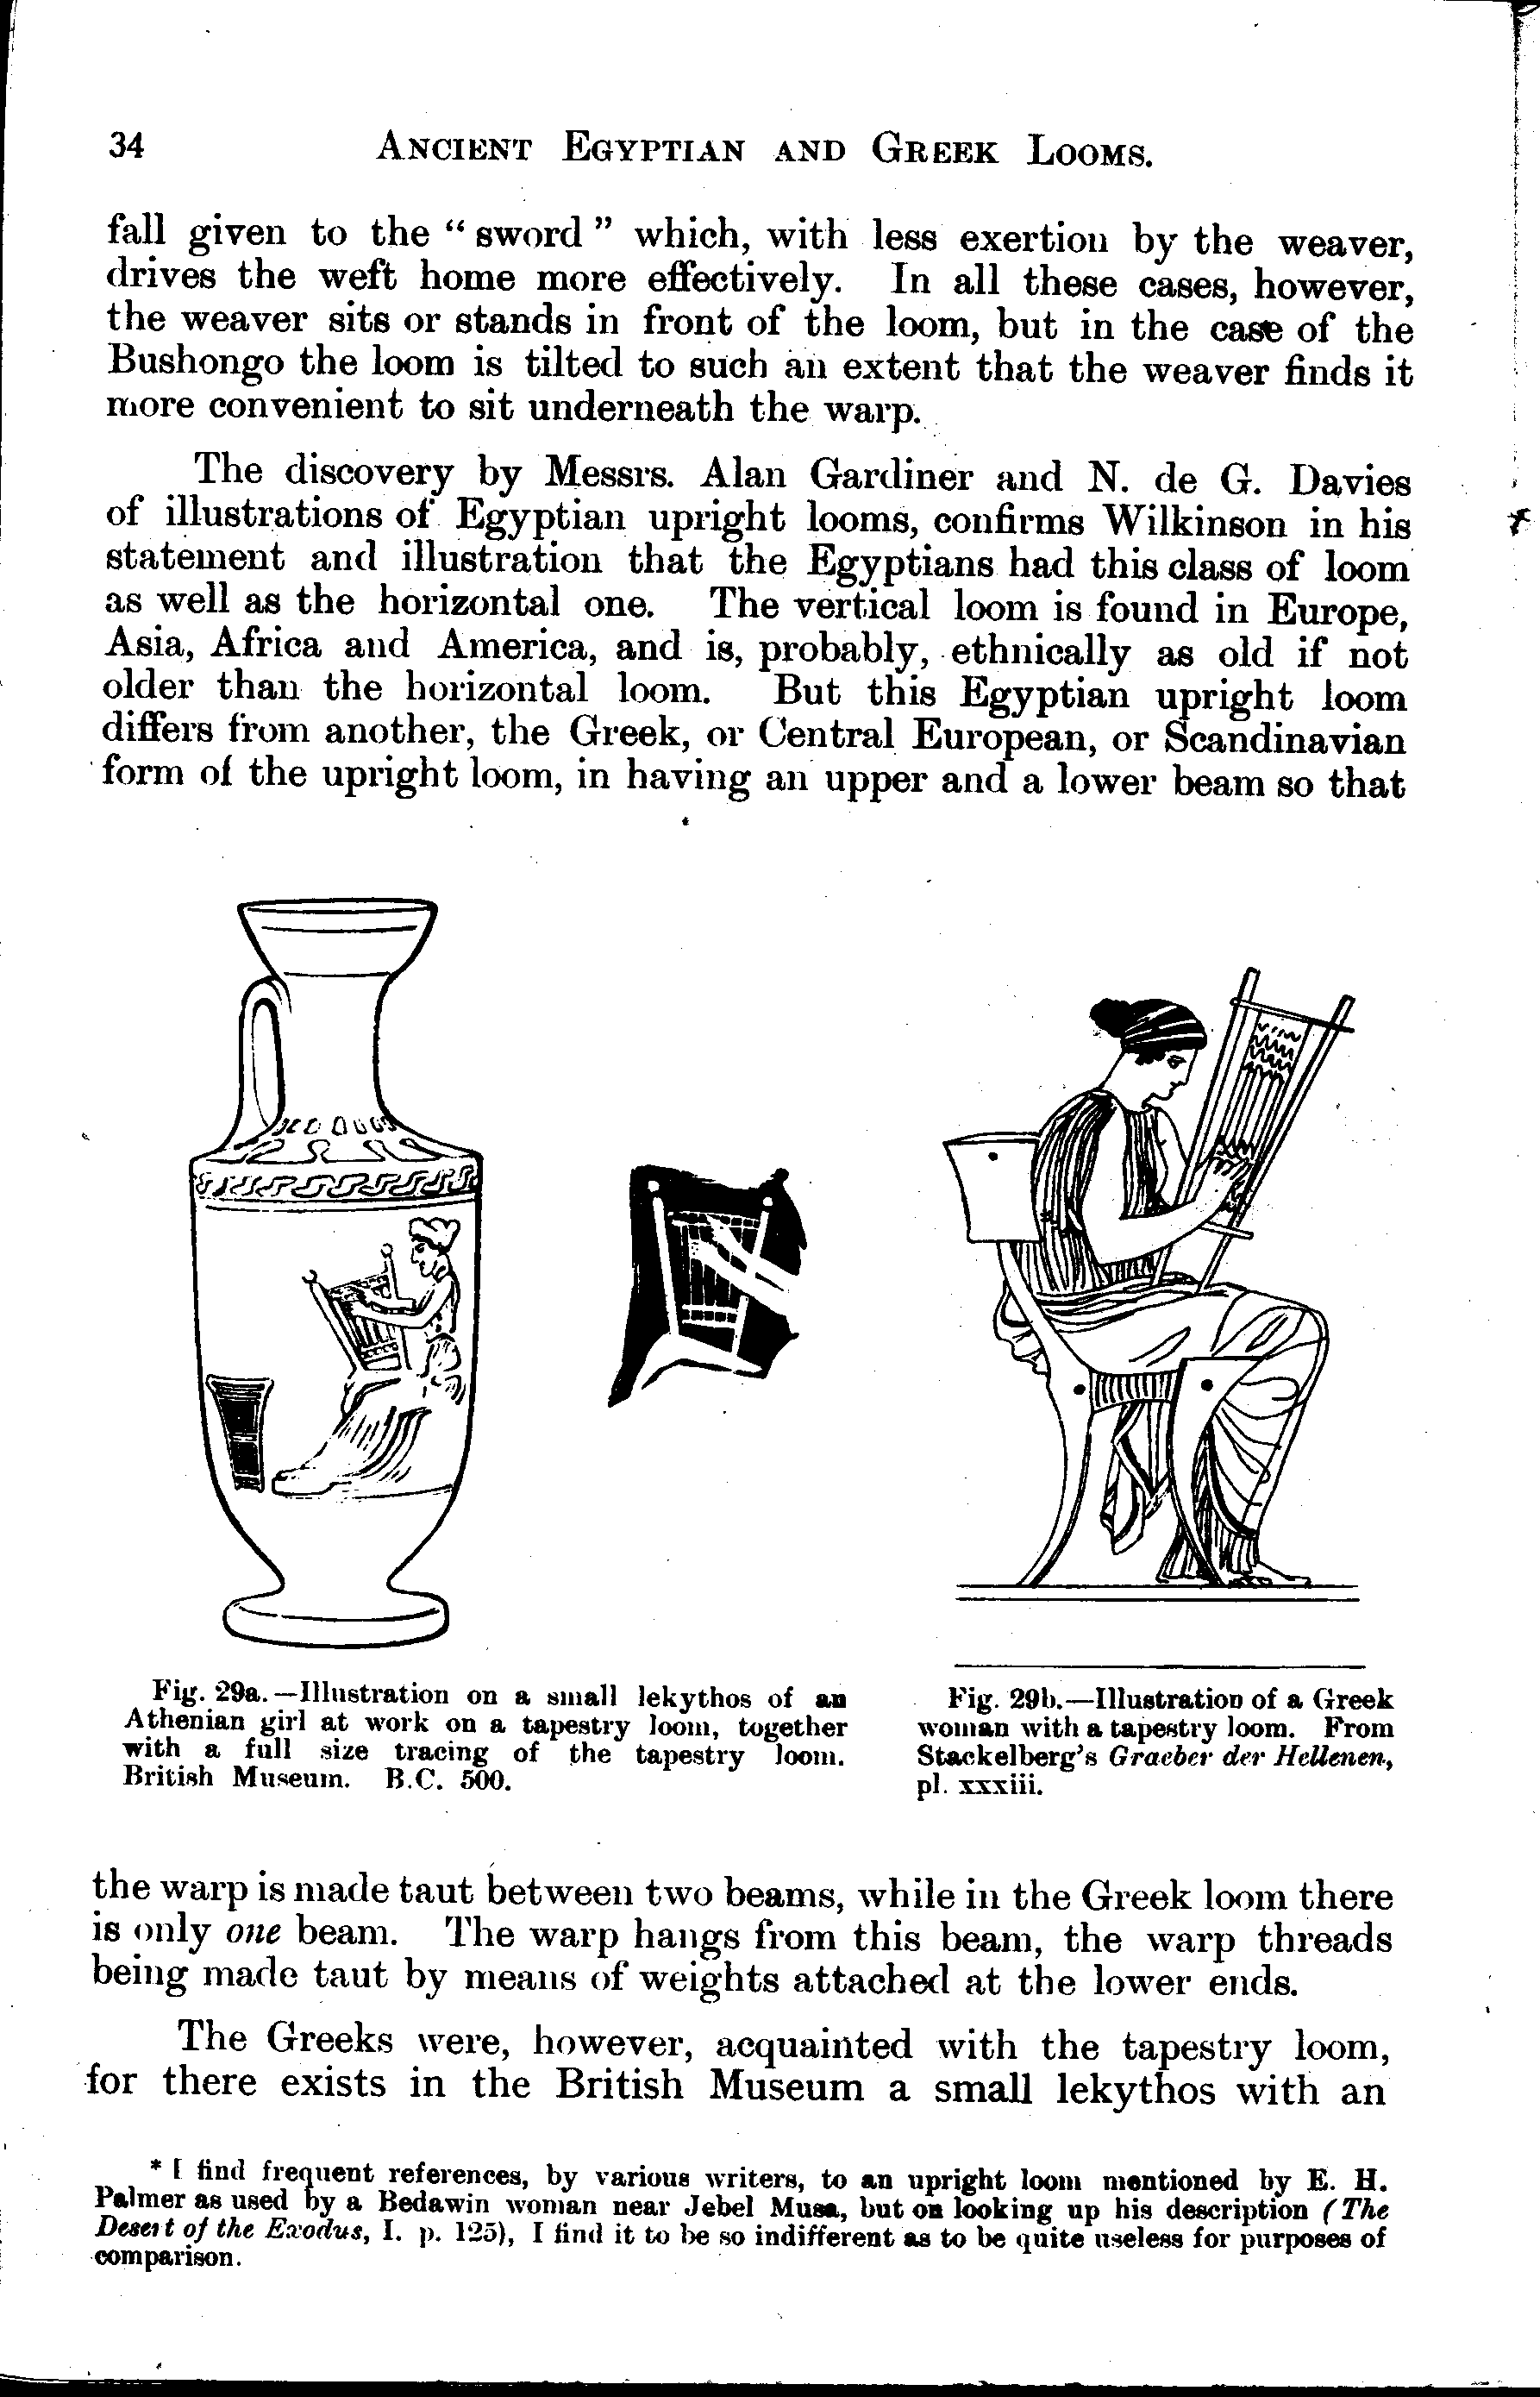 34 ANCIENT EGYPTIAN AND GREEK LOOMS.
fall given to the “ sword ” which, with less exertion by the weaver,
drives the weft home more effectively. In all these cases, however,
the weaver sits or stands in front of the loom, but in the case of the
Bushongo the loom is tilted to such an extent that the weaver finds it
more convenient to sit underneath the warp.
The discovery by Messrs. Alan Gardiner and N. de G. Davies
of illustrations of Egyptian upright looms, confirms Wilkinson in his
statement and illustration that the Egyptians had this class of loom
as well as the horizontal one. The vertical loom is found in Europe,
Asia, Africa and America, and is, probably, ethnically as old if not
older than the horizontal loom. But this Egyptian upright loom
differs from another, the Greek, or Central European, or Scandinavian
form of the upright loom, in having an upper and a lower beam so that
Fig. 29a.—Illustration on a small lekythos of an
Athenian girl at work on a tapestry loom, together
with a full size tracing of the tapestry loom.
British Museum. B.C. 500.
Fig. 29b.—Illustration of a Greek
woman with a tapestry loom. From
Stackelberg's Graeber der Hellenen,
pl. xxxiii.
the warp is made taut between two beams, while in the Greek loom there
is only one beam. The warp hangs from this beam, the warp threads
being made taut by means of weights attached at the lower ends.
The Greeks were, however, acquainted with the tapestry loom,
for there exists in the British Museum a small lekythos with an
* I find frequent references, by various writers, to an upright loom mentioned by E. H.
Palmer as used by a Bedawin woman near Jebel Musa, but on looking up his description (The
Desert of the Exodus, I. p. 125), I find it to be so indifferent as to be quite useless for purposes of
comparison.